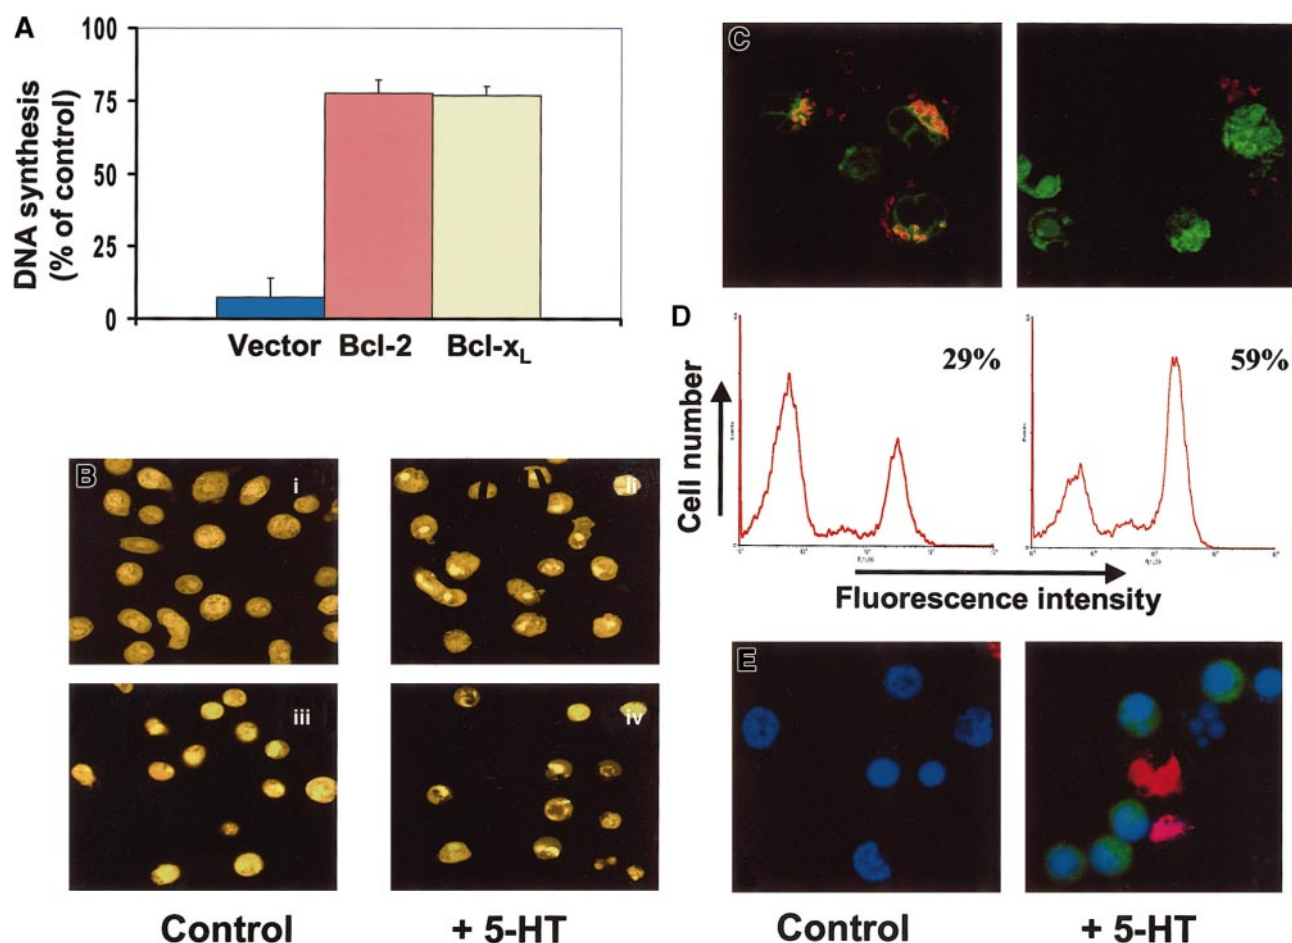 A
100
75
50
25
0
DNA synthesis
(% of control)
Vector Bcl-2 Bcl-xL
B
i
ii
iii
iv
Control + 5-HT
C
D
29%
59%
Cell number
Fluorescence intensity
E
Control + 5-HT